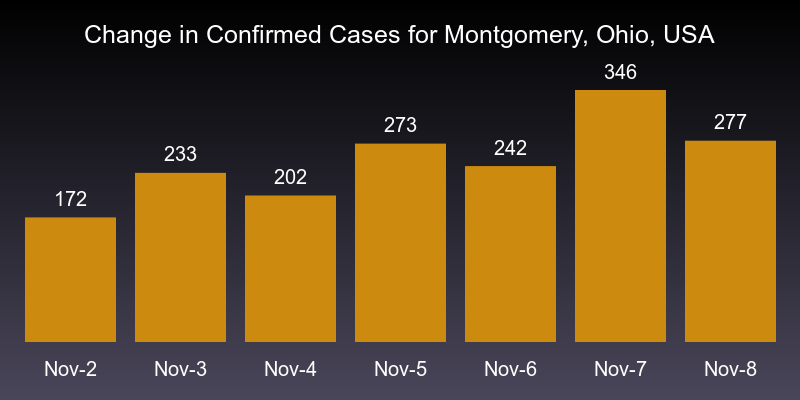 Change in Confirmed Cases for Montgomery, Ohio, USA
172
233
202
273
242
346
277
Nov-2
Nov-3
Nov-4
Nov-5
Nov-6
Nov-7
Nov-8